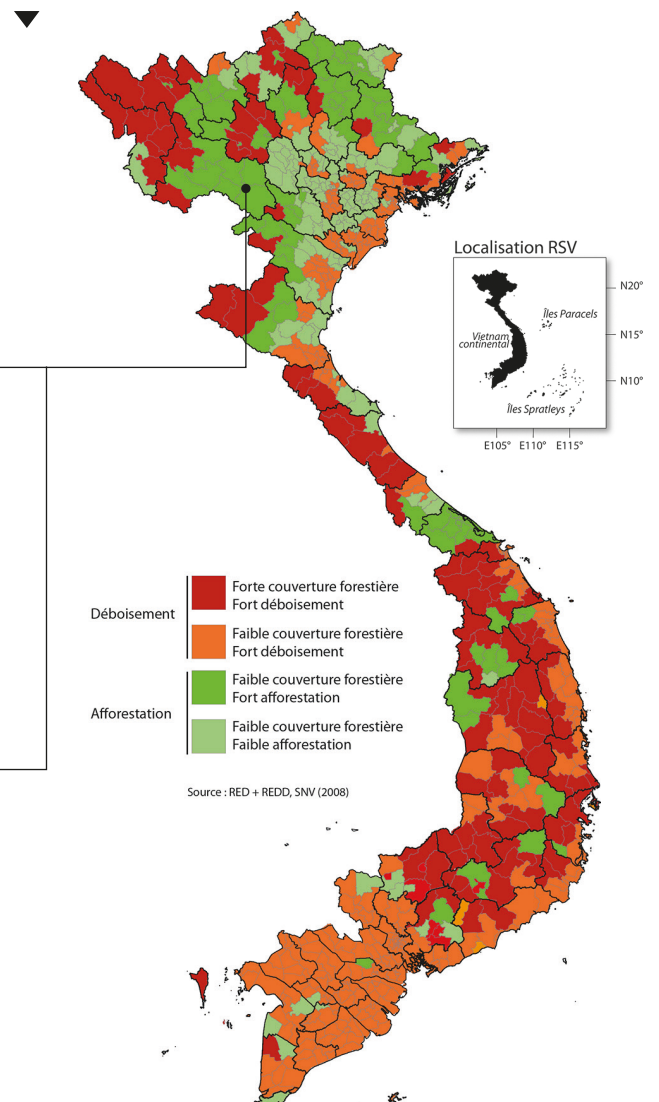 Localisation RSV
N20°
Îles Paracels
N15°
Vietnam
continental
N10°
Îles Spratleys
E105° E110° E115°
Déboisement
Forte couverture forestière
Fort déboisement
Faible couverture forestière
Fort déboisement
Afforestation
Faible couverture forestière
Fort afforestation
Faible couverture forestière
Faible afforestation
Source : RED + REDD, SNV (2008)